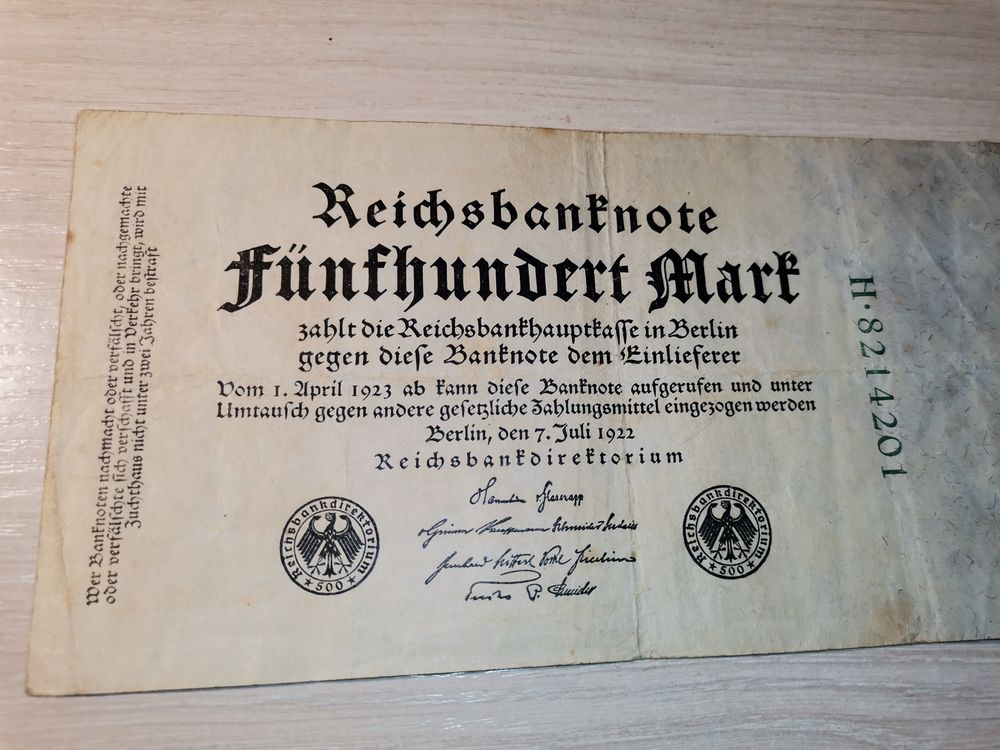 Reichsbanknote
Fünfhundert Mark
zahlt die Reichsbankhauptkasse in Berlin
gegen diese Banknote dem Einlieferer
Vom 1. April 1923 ab kann diese Banknote aufgerufen und unter
Umtausch gegen andere gesetzliche Zahlungsmittel eingezogen werden
Berlin, den 7. Juli 1922
Reichsbankdirektorium
Reichsbankdirektorium
500
Reichsbankdirektorium
500
H·8214201
Wer Banknoten nachmacht oder verfälscht, oder nachgemachte
oder verfälschte sich verschafft und in Verkehr bringt, wird mit
Zuchthaus nicht unter zwei Jahren bestraft